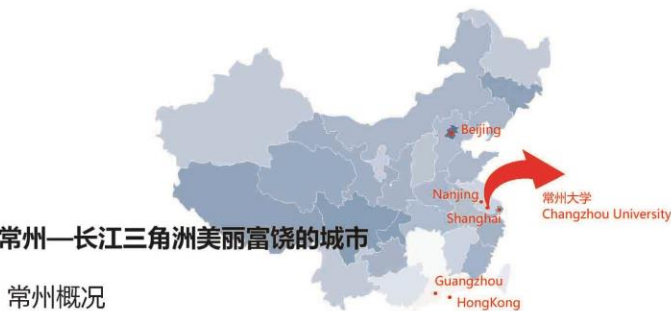 Beijing
Nanjing
常州大学
Shanghai
Changzhou University
常州—长江三角洲美丽富饶的城市
Guangzhou
常州概况
HongKong